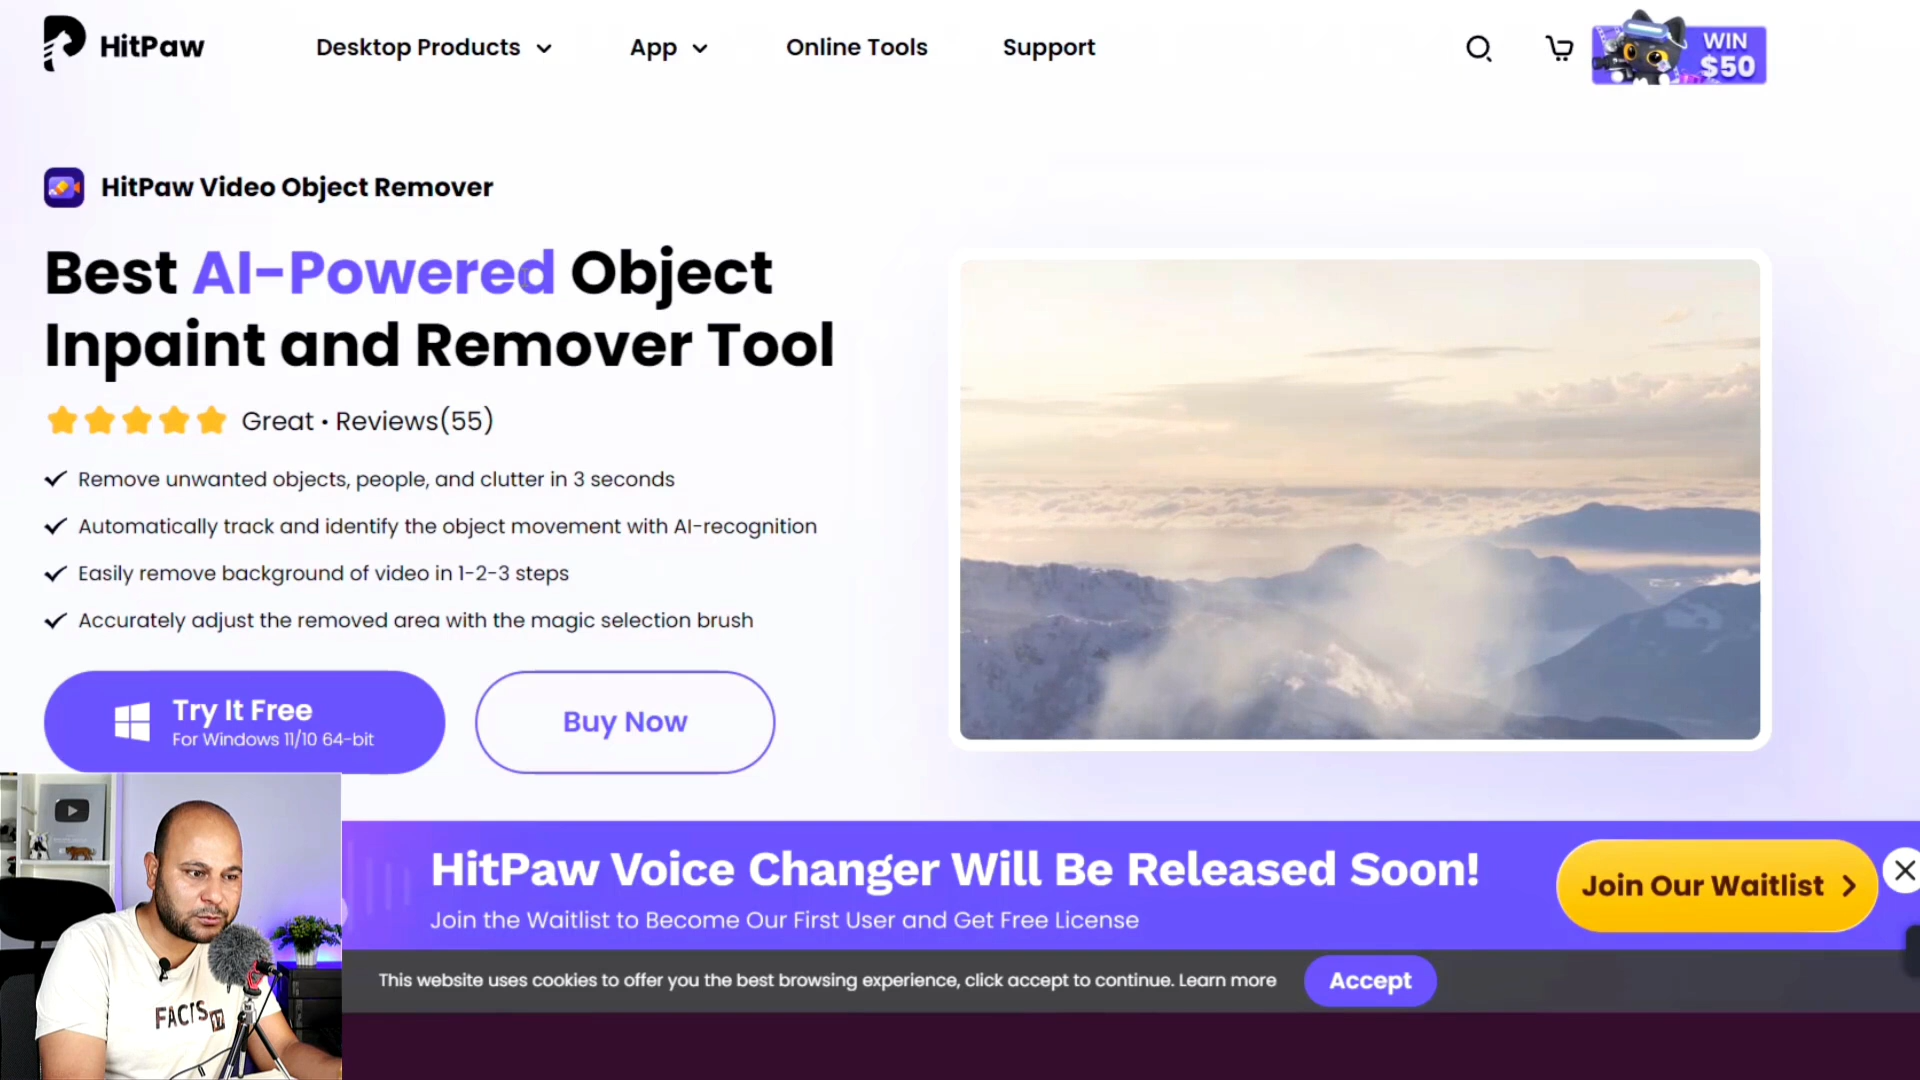 HitPaw
Desktop Products
App
Online Tools
Support
WIN
$50
HitPaw Video Object Remover
Best AI-Powered Object
Inpaint and Remover Tool
Great • Reviews(55)
Remove unwanted objects, people, and clutter in 3 seconds
Automatically track and identify the object movement with AI-recognition
Easily remove background of video in 1-2-3 steps
Accurately adjust the removed area with the magic selection brush
Try It Free
For Windows 11/10 64-bit
Buy Now
HitPaw Voice Changer Will Be Released Soon!
Join the Waitlist to Become Our First User and Get Free License
Join Our Waitlist
This website uses cookies to offer you the best browsing experience, click accept to continue. Learn more
Accept
FACTS